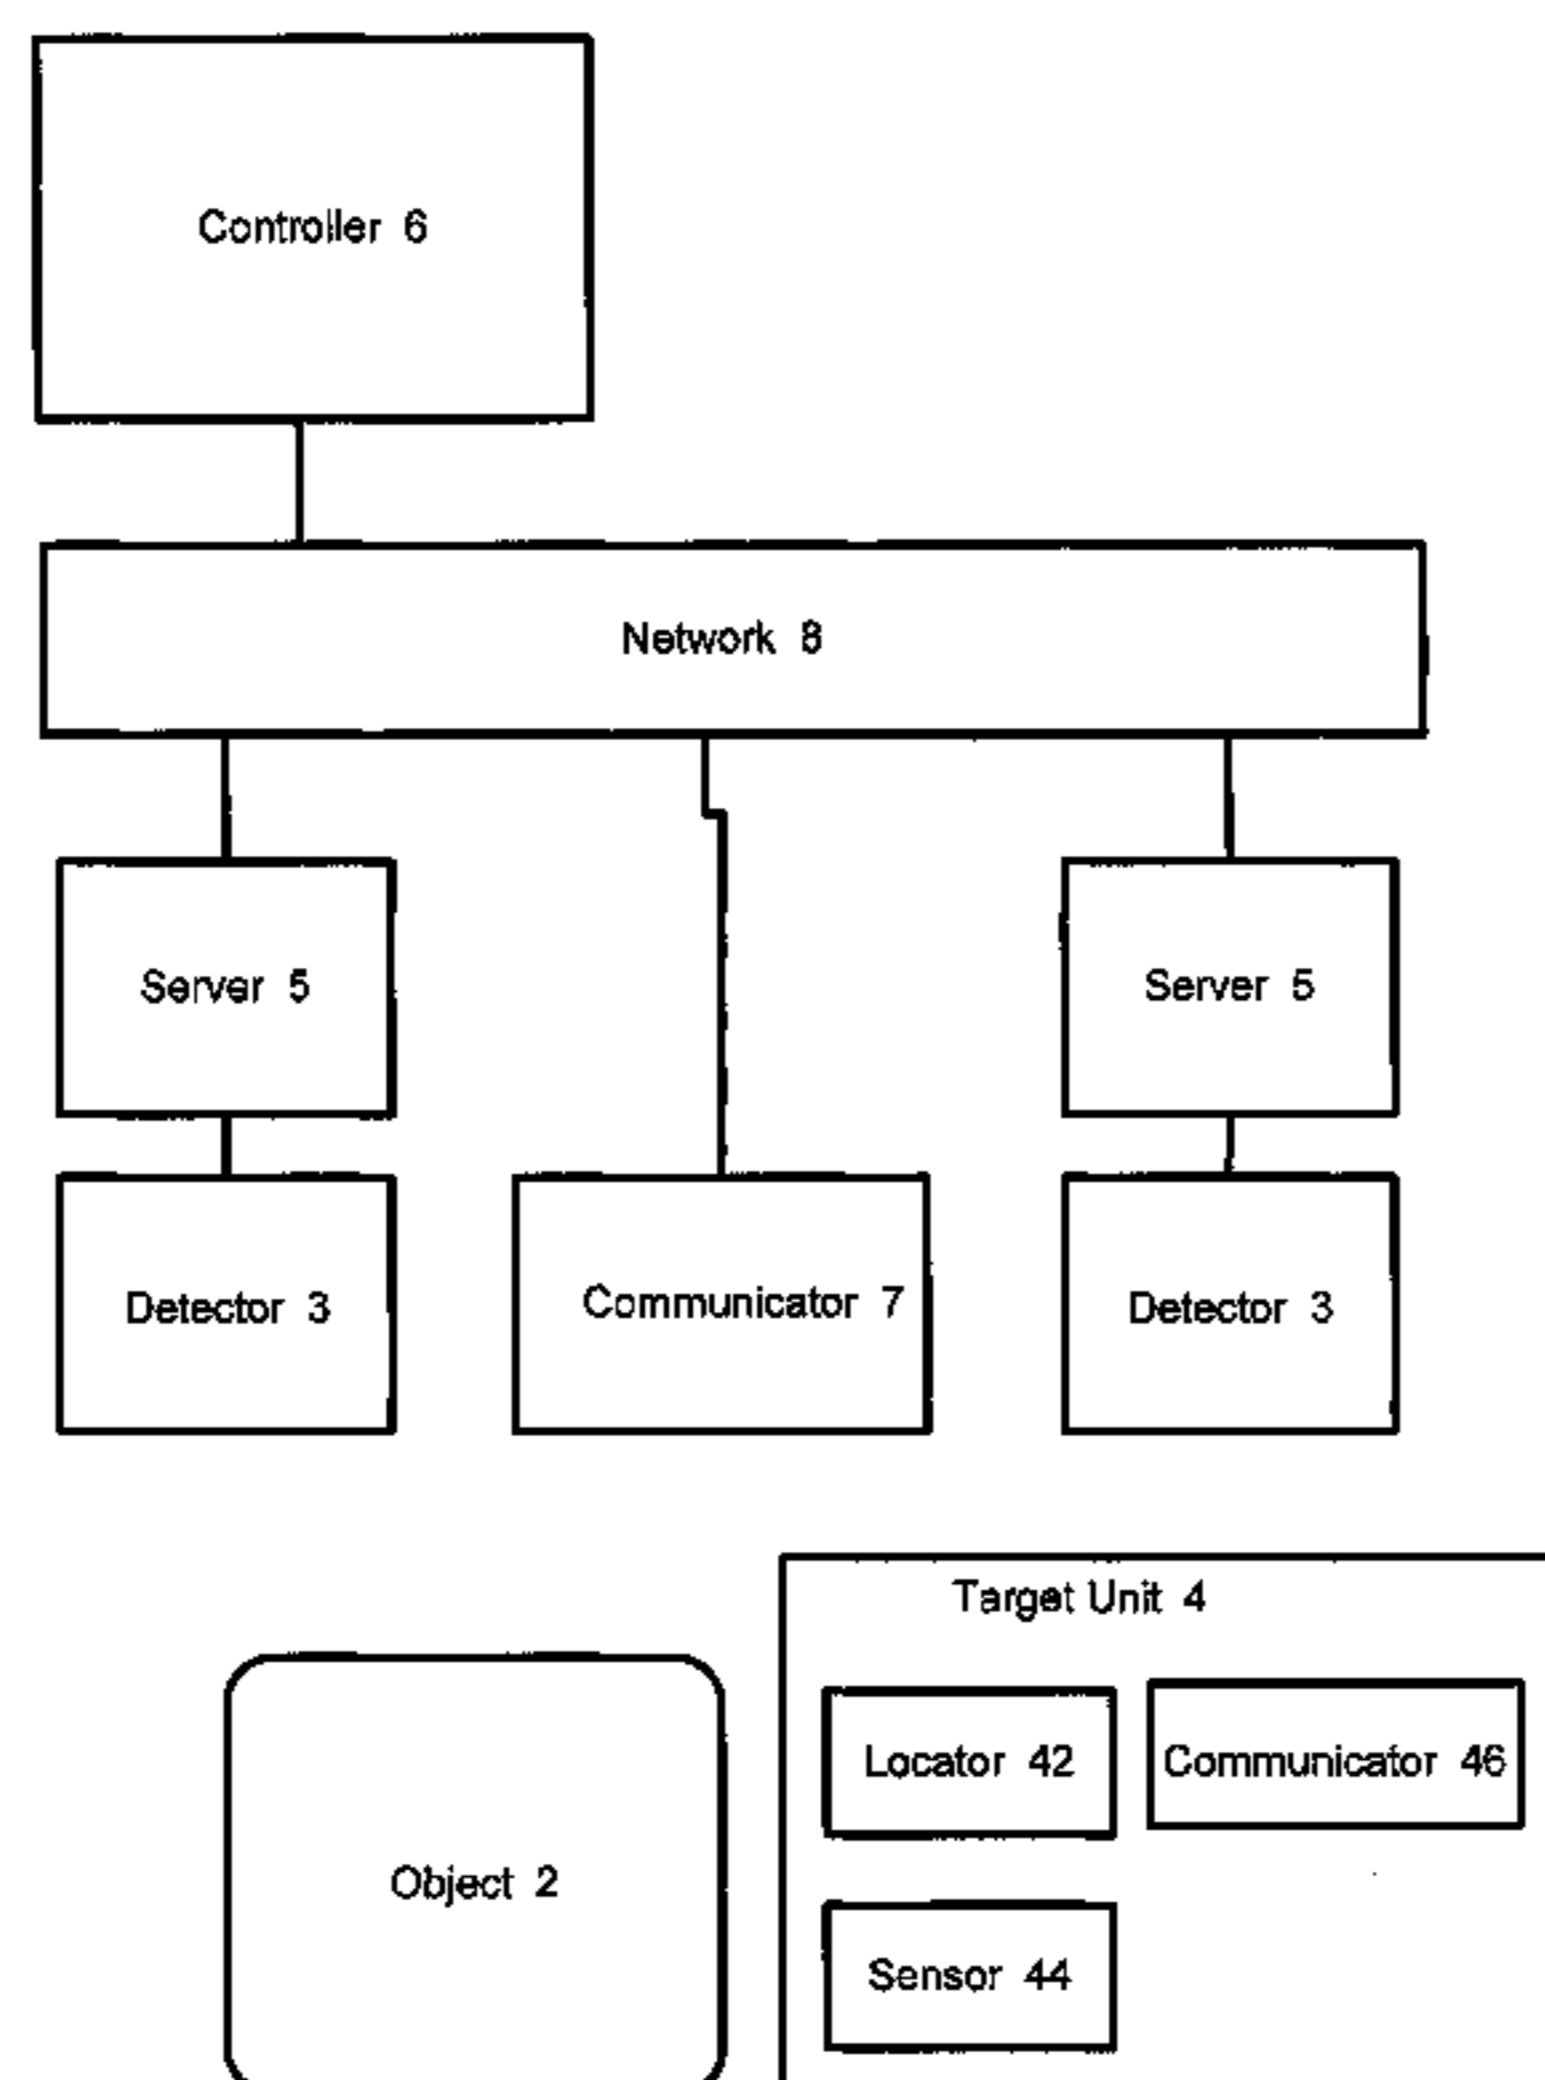 Controller 6
Network 8
Server 5
Server 5
Detector 3
Communicator 7
Detector 3
Target Unit 4
Locator 42
Communicator 46
Object 2
Sensor 44